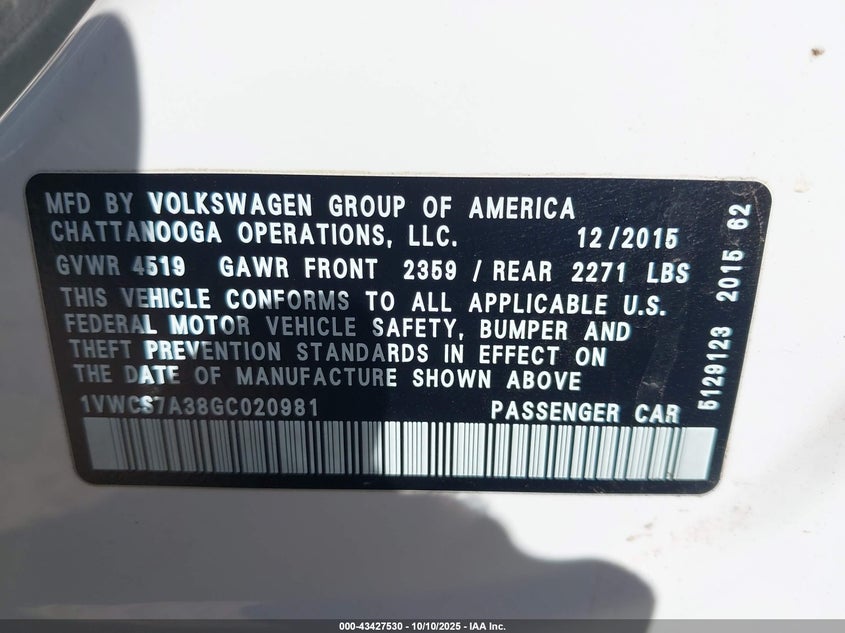 MFD BY VOLKSWAGEN GROUP OF AMERICA
CHATTANOOGA OPERATIONS, LLC. 12/2015
GVWR 4519 GAWR FRONT 2359 / REAR 2271 LBS
THIS VEHICLE CONFORMS TO ALL APPLICABLE U.S.
FEDERAL MOTOR VEHICLE SAFETY, BUMPER AND
THEFT PREVENTION STANDARDS IN EFFECT ON
THE DATE OF MANUFACTURE SHOWN ABOVE
1VWCS7A38GC020981 PASSENGER CAR
5129123 2015 62
000-43427530 - 10/10/2025 - IAA Inc.